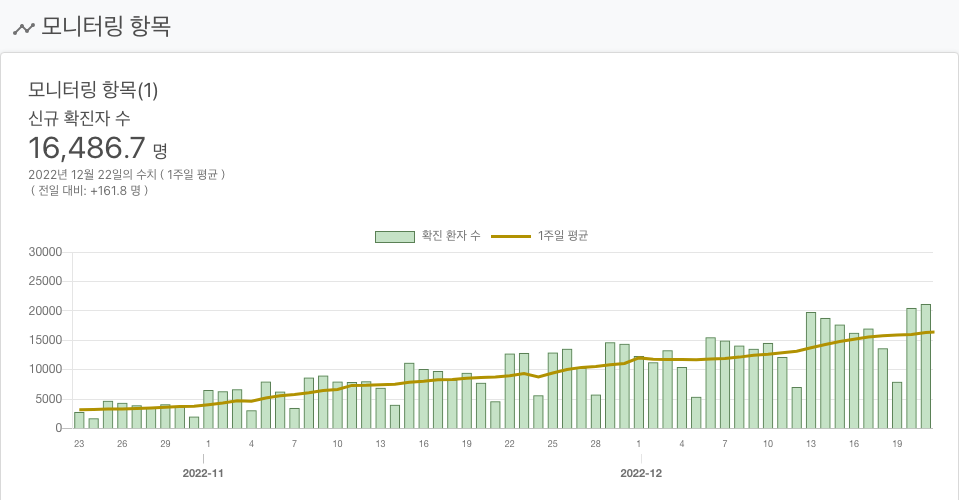 모니터링 항목
모니터링 항목(1)
신규 확진자 수
16,486.7 명
2022년 12월 22일의 수치 ( 1주일 평균 )
( 전일 대비: +161.8 명 )
확진 환자 수 1주일 평균
30000
25000
20000
15000
10000
5000
0
23 26 29 1 4 7 10 13 16 19 22 25 28 1 4 7 10 13 16 19
2022-11 2022-12